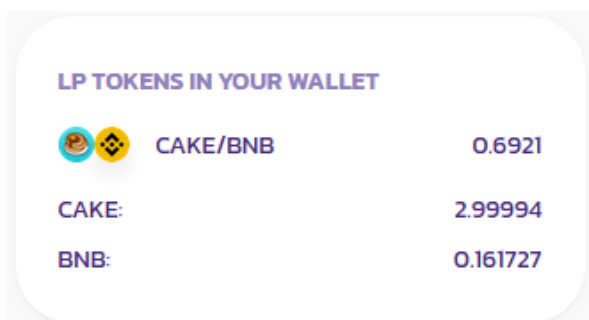 LP TOKENS IN YOUR WALLET
CAKE/BNB 0.6921
CAKE: 2.99994
BNB: 0.161727